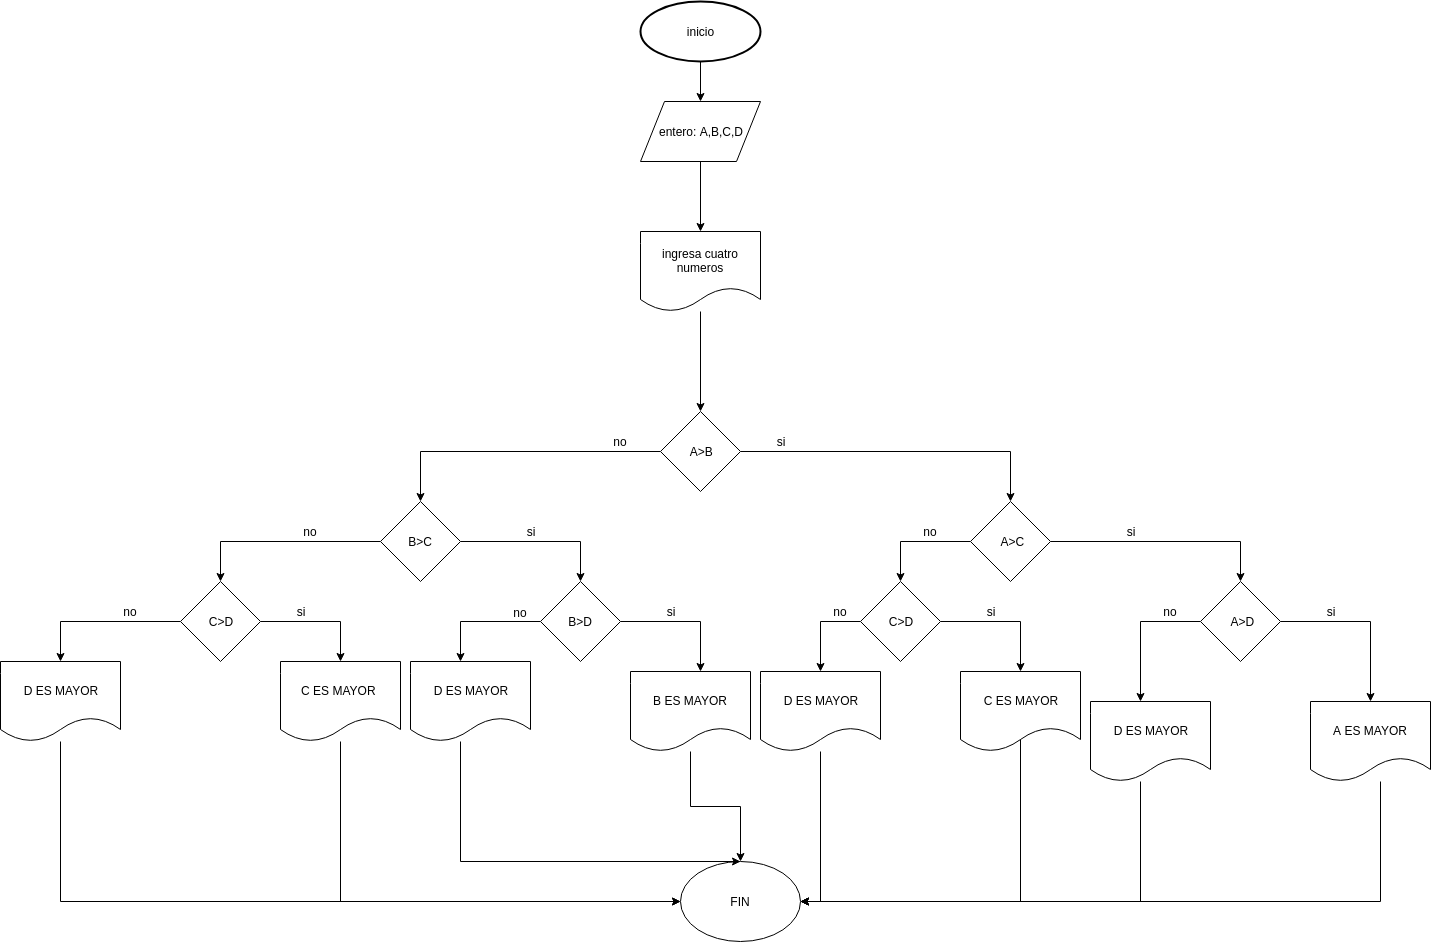 inicio
entero: A,B,C,D
ingresa cuatro
numeros
A>B
no
si
B>C
A>C
no
si
no
si
C>D
B>D
C>D
A>D
no
si
no
si
no
si
no
si
D ES MAYOR
C ES MAYOR
D ES MAYOR
B ES MAYOR
D ES MAYOR
C ES MAYOR
D ES MAYOR
A ES MAYOR
FIN